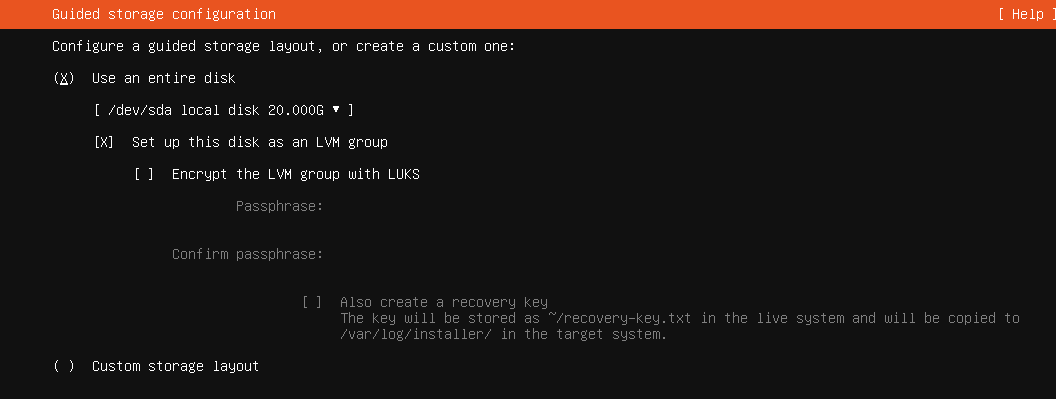 Guided storage configuration [ Help ]
Configure a guided storage layout, or create a custom one:
(X) Use an entire disk
[ /dev/sda local disk 20.000G ▾ ]
[X] Set up this disk as an LVM group
[ ] Encrypt the LVM group with LUKS
Passphrase:
Confirm passphrase:
[ ] Also create a recovery key
The key will be stored as ~/recovery-key.txt in the live system and will be copied to
/var/log/installer/ in the target system.
( ) Custom storage layout